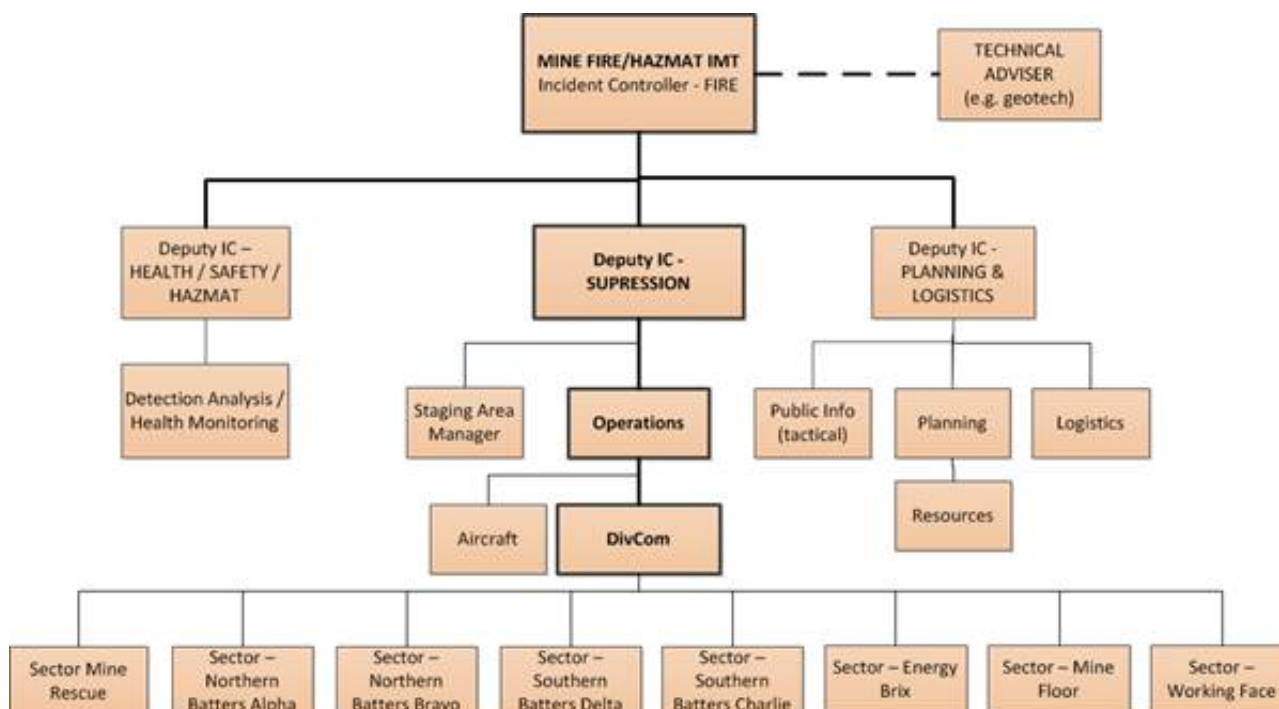 MINE FIRE/HAZMAT IMT
Incident Controller - FIRE
TECHNICAL
ADVISER
(e.g. geotech)
Deputy IC –
HEALTH / SAFETY /
HAZMAT
Deputy IC -
SUPRESSION
Deputy IC -
PLANNING &
LOGISTICS
Detection Analysis /
Health Monitoring
Staging Area
Manager
Operations
Public Info
(tactical)
Planning
Logistics
Aircraft
DivCom
Resources
Sector Mine
Rescue
Sector –
Northern
Batters Alpha
Sector –
Northern
Batters Bravo
Sector –
Southern
Batters Delta
Sector –
Southern
Batters Charlie
Sector – Energy
Brix
Sector – Mine
Floor
Sector –
Working Face